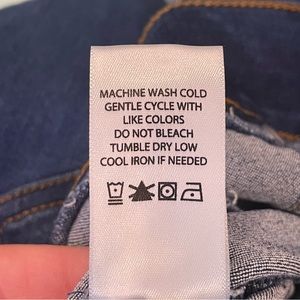 MACHINE WASH COLD
GENTLE CYCLE WITH
LIKE COLORS
DO NOT BLEACH
TUMBLE DRY LOW
COOL IRON IF NEEDED